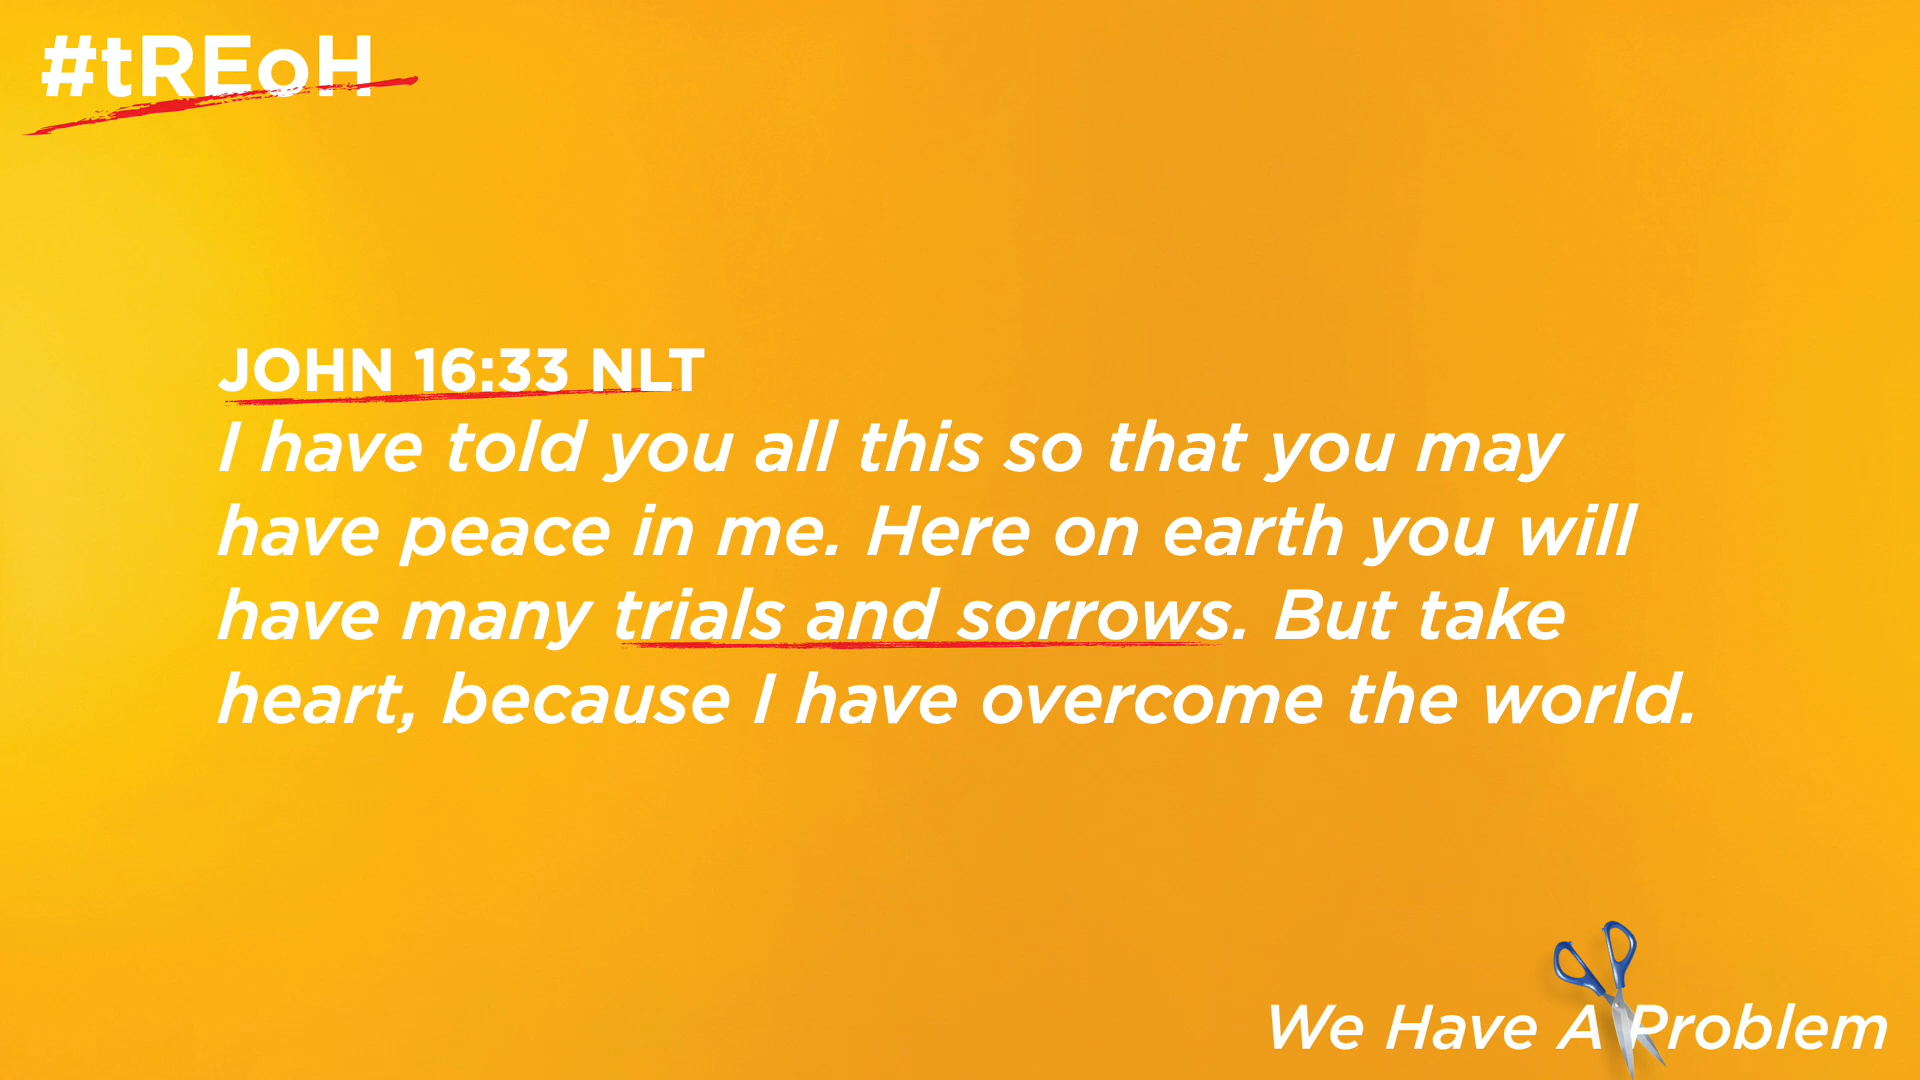 #tREoH
JOHN 16:33 NLT
I have told you all this so that you may
have peace in me. Here on earth you will
have many trials and sorrows. But take
heart, because I have overcome the world.
We Have A Problem